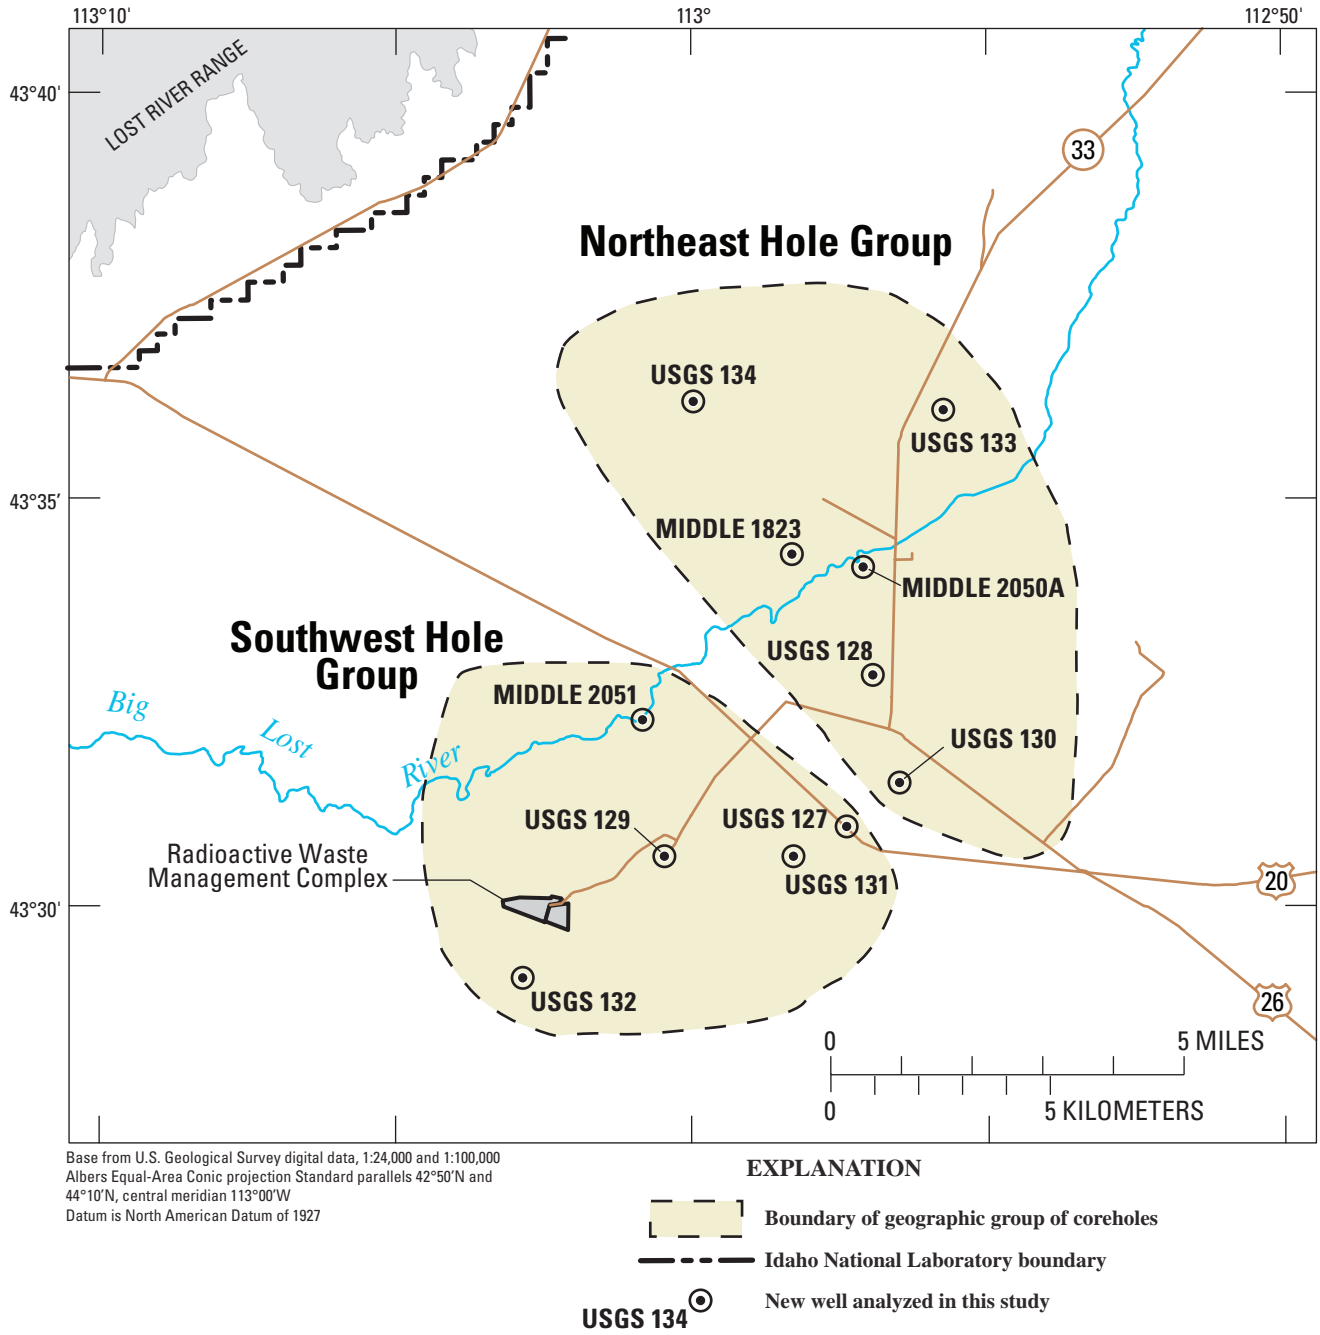 113°10'
113°
112°50'
43°40'
LOST RIVER RANGE
33
Northeast Hole Group
USGS 134
USGS 133
43°35'
MIDDLE 1823
MIDDLE 2050A
Southwest Hole
Group
USGS 128
MIDDLE 2051
Big
Lost
River
USGS 130
USGS 129
USGS 127
Radioactive Waste
Management Complex
USGS 131
20
43°30'
USGS 132
26
0
5 MILES
0
5 KILOMETERS
Base from U.S. Geological Survey digital data, 1:24,000 and 1:100,000
Albers Equal-Area Conic projection Standard parallels 42°50'N and
44°10'N, central meridian 113°00'W
Datum is North American Datum of 1927
EXPLANATION
Boundary of geographic group of coreholes
Idaho National Laboratory boundary
New well analyzed in this study
USGS 134